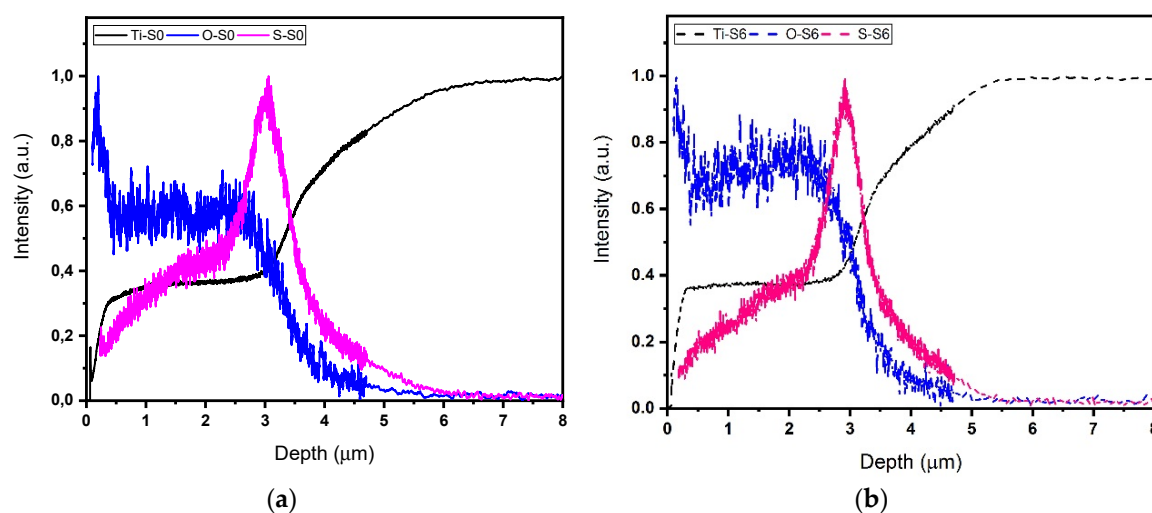 Ti-S0 O-S0 S-S0
1,0
0,8
0,6
0,4
0,2
0,0
Intensity (a.u.)
0 1 2 3 4 5 6 7 8
Depth (μm)
(a)
Ti-S6 O-S6 S-S6
1,0
0.8
0.6
0.4
0.2
0.0
Intensity (a.u.)
0 1 2 3 4 5 6 7 8
Depth (μm)
(b)